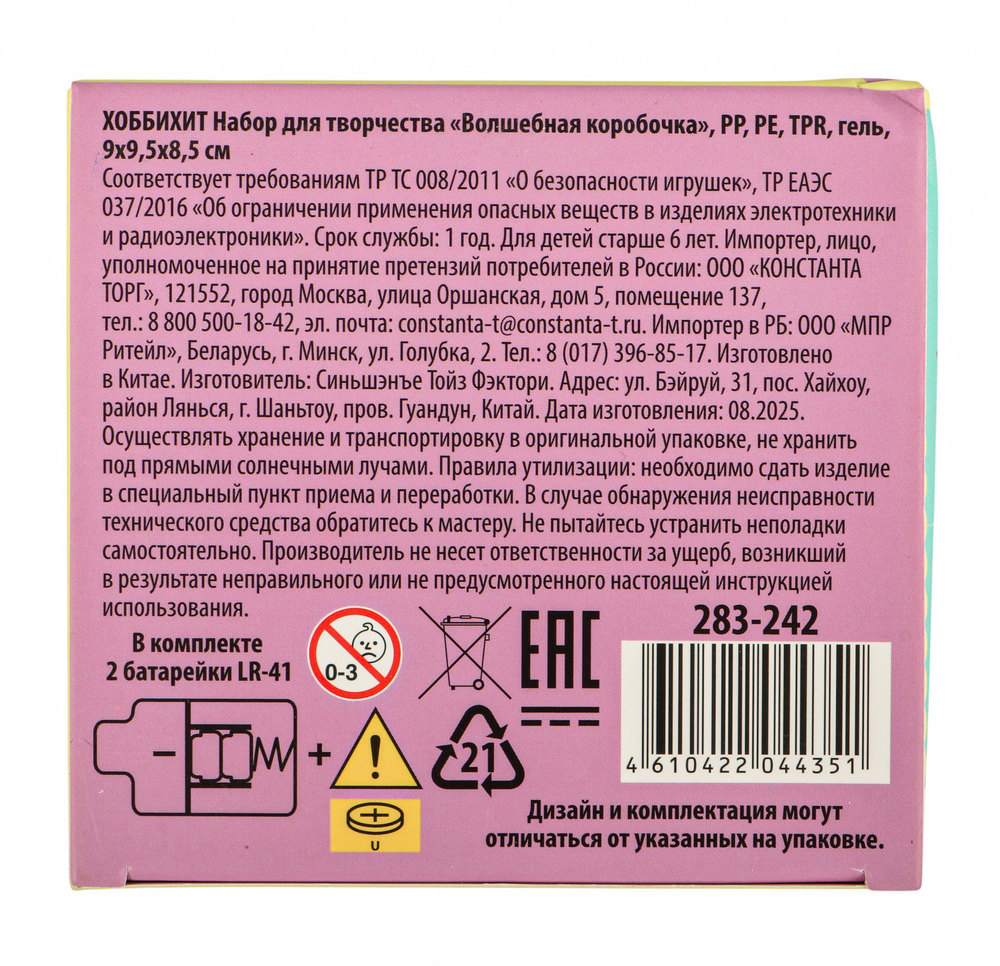 ХОББИХИТ Набор для творчества «Волшебная коробочка», PP, PE, TPR, гель,
9х9,5х8,5 см
Соответствует требованиям ТР ТС 008/2011 «О безопасности игрушек», ТР ЕАЭС
037/2016 «Об ограничении применения опасных веществ в изделиях электротехники
и радиоэлектроники». Срок службы: 1 год. Для детей старше 6 лет. Импортер, лицо,
уполномоченное на принятие претензий потребителей в России: ООО «КОНСТАНТА
ТОРГ», 121552, город Москва, улица Оршанская, дом 5, помещение 137,
тел.: 8 800 500-18-42, эл. почта: constanta-t@constanta-t.ru. Импортер в РБ: ООО «МПР
Ритейл», Беларусь, г. Минск, ул. Голубка, 2. Тел.: 8 (017) 396-85-17. Изготовлено
в Китае. Изготовитель: Синьшэнъе Тойз Фэктори. Адрес: ул. Бэйруй, 31, пос. Хайхоу,
район Лянься, г. Шаньтоу, пров. Гуандун, Китай. Дата изготовления: 08.2025.
Осуществлять хранение и транспортировку в оригинальной упаковке, не хранить
под прямыми солнечными лучами. Правила утилизации: необходимо сдать изделие
в специальный пункт приема и переработки. В случае обнаружения неисправности
технического средства обратитесь к мастеру. Не пытайтесь устранить неполадки
самостоятельно. Производитель не несет ответственности за ущерб, возникший
в результате неправильного или не предусмотренного настоящей инструкцией
использования.
В комплекте
2 батарейки LR-41
0-3
EAC
283-242
– +
!
21
4 610422 044351
U
Дизайн и комплектация могут
отличаться от указанных на упаковке.